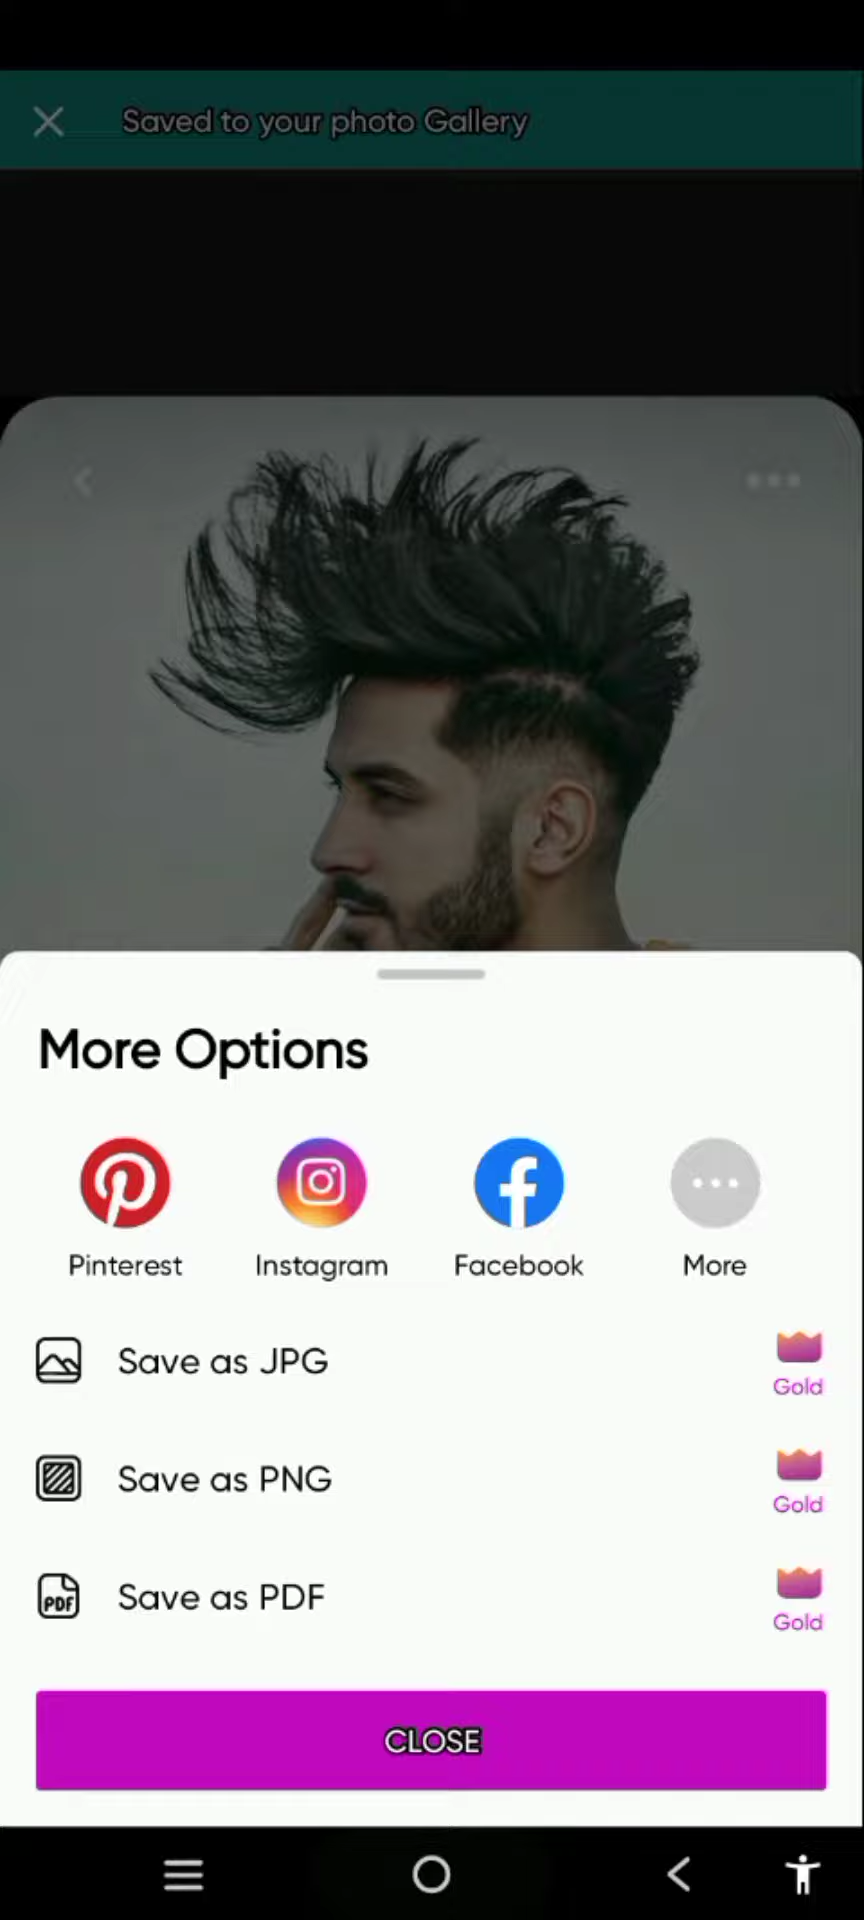 Saved to your photo Gallery
More Options
Pinterest
Instagram
Facebook
More
Save as JPG
Gold
Save as PNG
Gold
PDF
Save as PDF
Gold
CLOSE